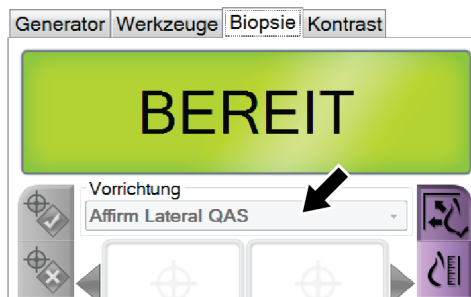 Generator Werkzeuge Biopsie Kontrast
BEREIT
Vorrichtung
Affirm Lateral QAS